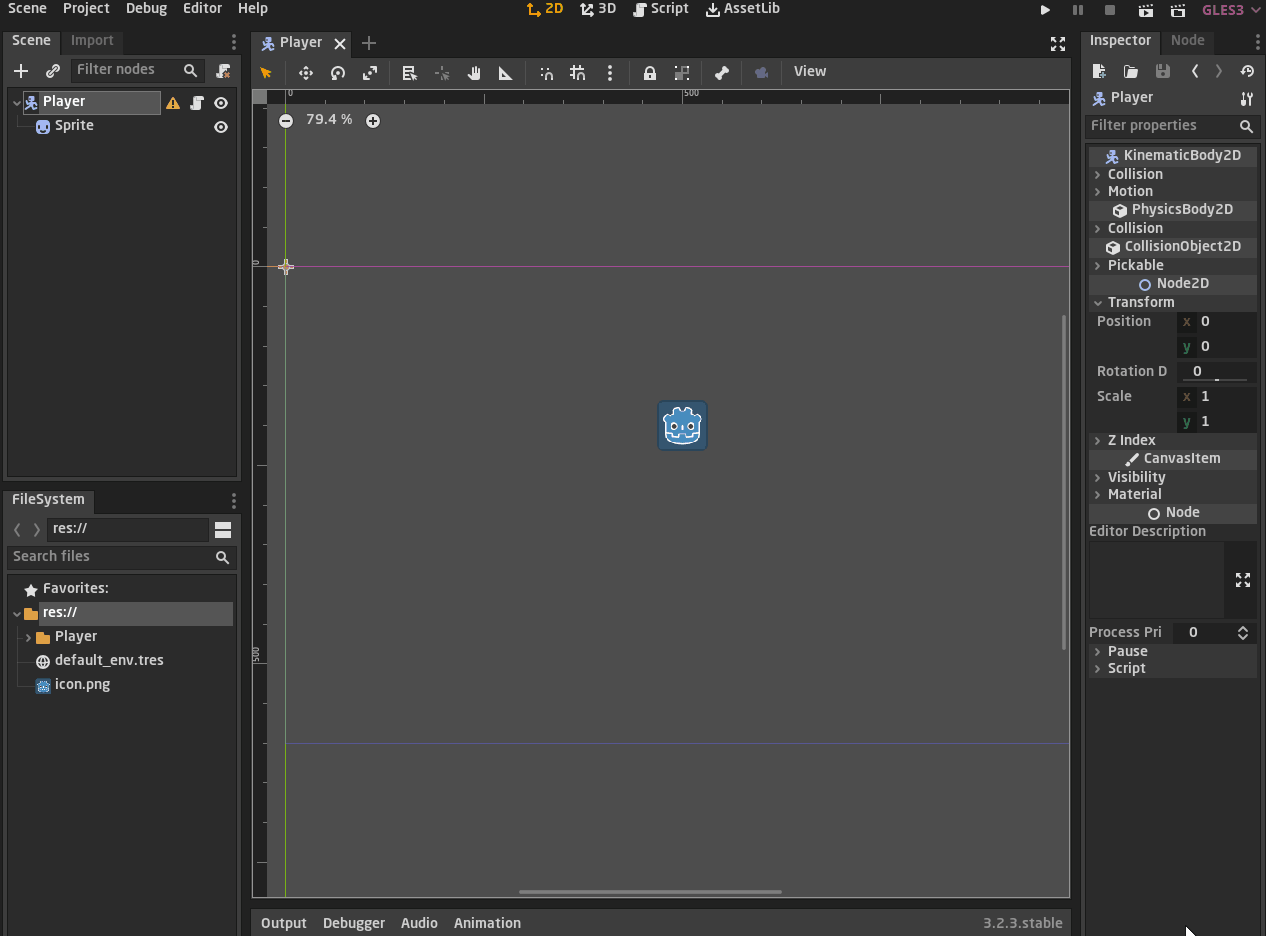 Scene Project Debug Editor Help 2D 3D Script AssetLib GLES3
Scene Import
Filter nodes
Player
Sprite
FileSystem
res://
Search files
Favorites:
res://
Player
default_env.tres
icon.png
Player
View
0 500
79.4 %
0
500
Output Debugger Audio Animation 3.2.3.stable
Inspector Node
Player
Filter properties
KinematicBody2D
Collision
Motion
PhysicsBody2D
Collision
CollisionObject2D
Pickable
Node2D
Transform
Position x 0
y 0
Rotation D 0
Scale x 1
y 1
Z Index
CanvasItem
Visibility
Material
Node
Editor Description
Process Pri 0
Pause
Script